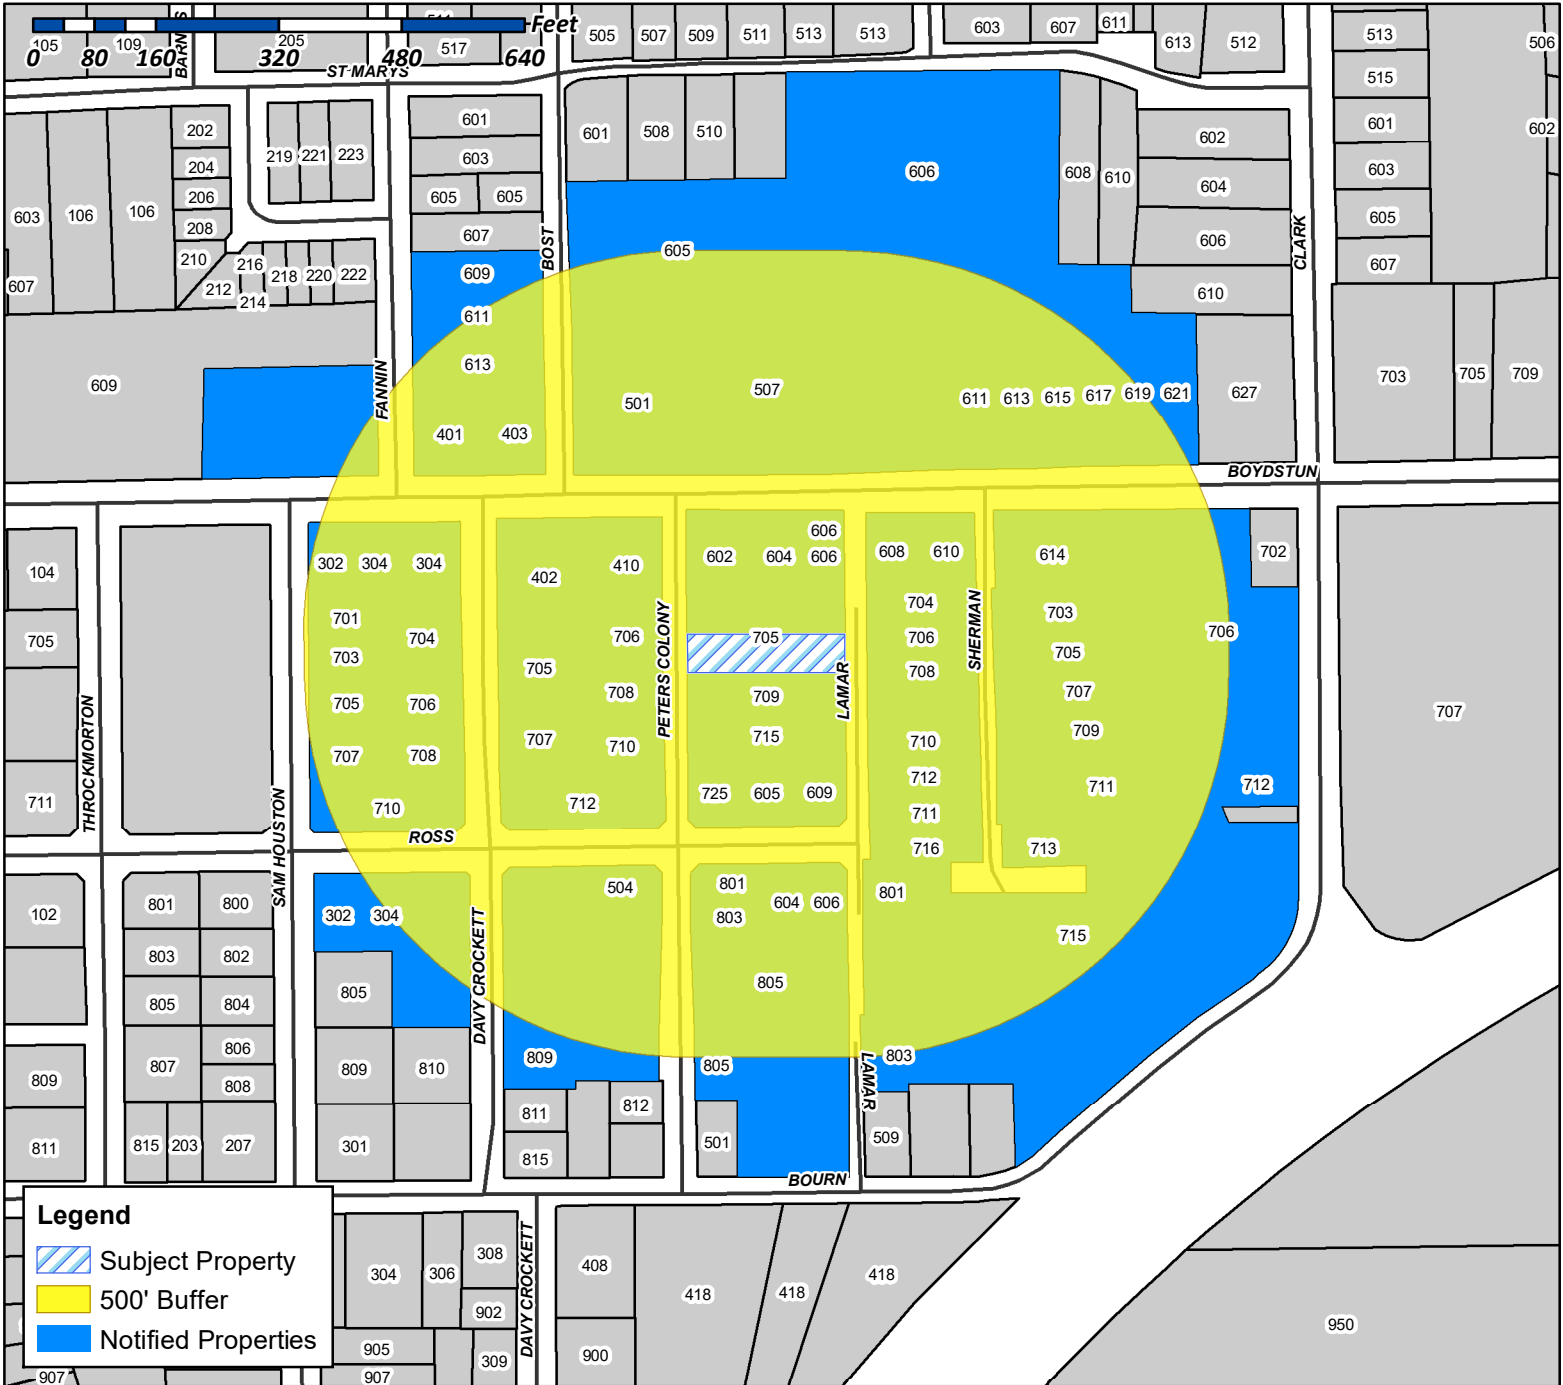 Feet
0 80 160 320 480 640
105 109 205 511 517
505 507 509 511 513 513
603 607 611 613 512
513 506
BARNES
ST MARYS
515
202 219 221 223 601 601 508 510 606 608 610 602 601 602
204 603
206 605 605 604 603
603 106 106 208 607 606 605
BOST
CLARK
607 210 216 218 220 222 609 605 610 607
212 214
611
609 613 501 507 611 613 615 617 619 621 627 703 705 709
FANNIN
401 403
BOYDSTUN
104 302 304 304 402 410 602 604 606 606 608 610 614 702
701 704 706 705 704 706 703 706
705 703 705 708 705
PETERS COLONY
LAMAR
SHERMAN
705 706 708 709 707 707
707 708 707 710 715 710 709
THROCKMORTON
711 710 712 725 605 609 712 711 712
SAM HOUSTON
ROSS
711
716 713
102 801 800 302 304 504 801 604 606 801
803
803 802 715
805 804 805 805
DAVY CROCKETT
809 807 806 809 810 809 805 803
808
LAMAR
811 815 203 207 301 811 812 501 509
815
BOURN
Legend
Subject Property
500' Buffer
Notified Properties
304 306 308 408 418 418 418
902
DAVY CROCKETT
905 309 900 950
907 907